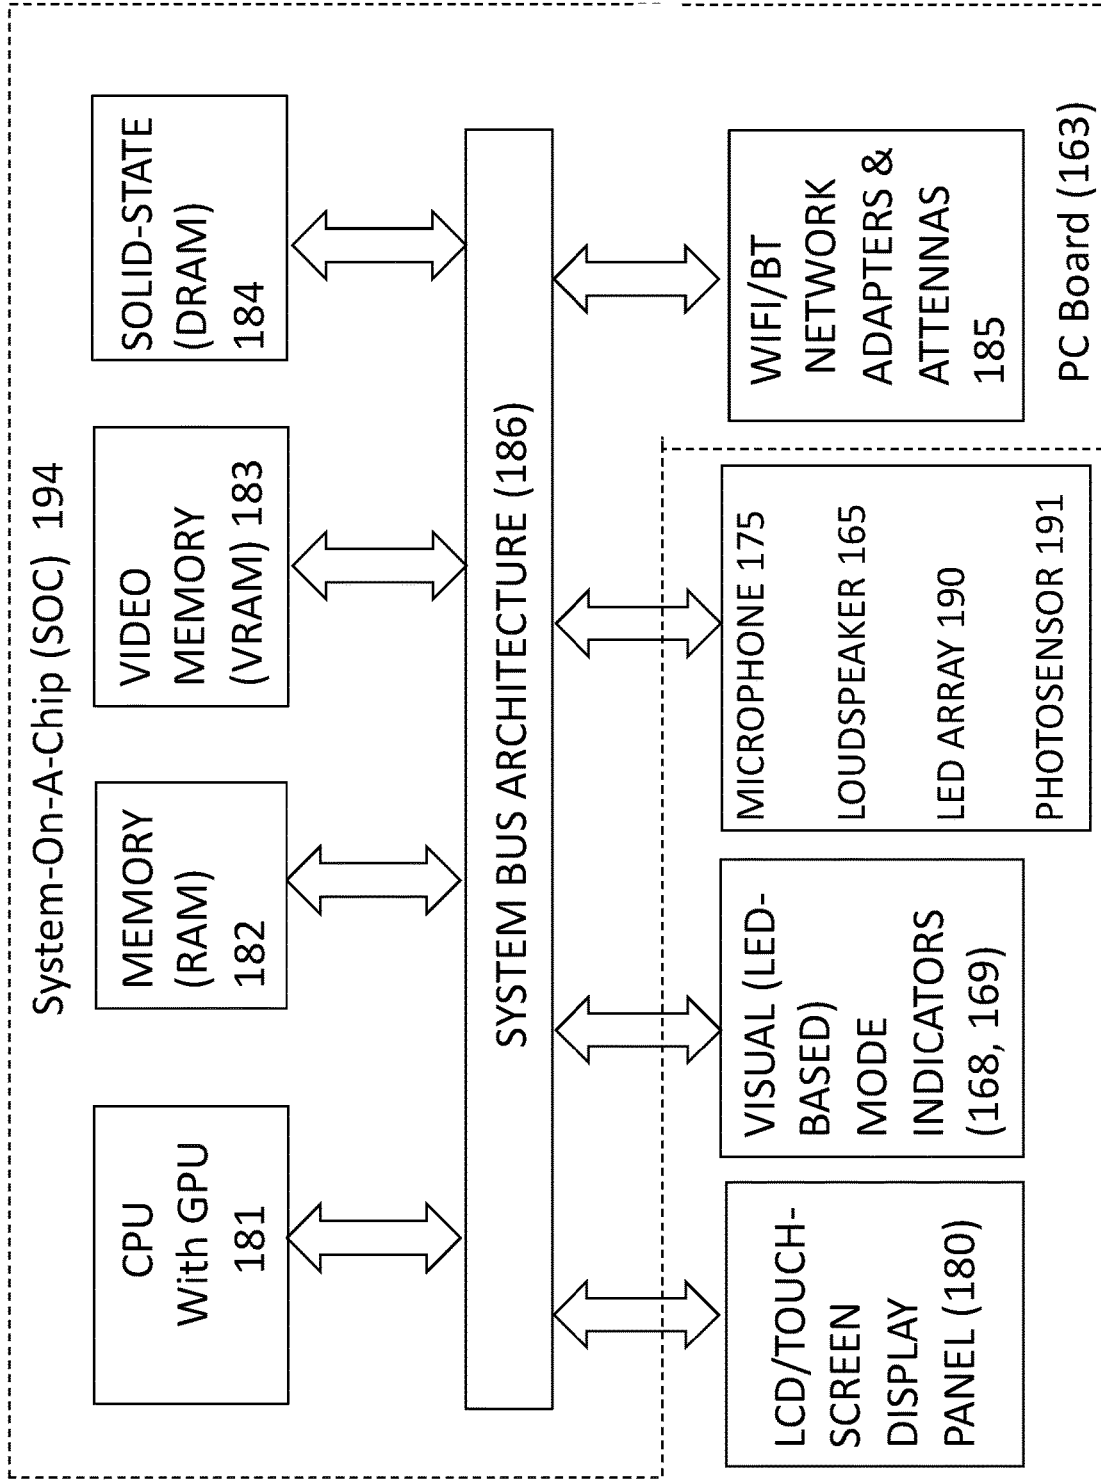 System-On-A-Chip (SOC) 194
CPU
With GPU
181
MEMORY
(RAM)
182
VIDEO
MEMORY
(VRAM) 183
SOLID-STATE
(DRAM)
184
SYSTEM BUS ARCHITECTURE (186)
LCD/TOUCH-
SCREEN
DISPLAY
PANEL (180)
VISUAL (LED-
BASED)
MODE
INDICATORS
(168, 169)
MICROPHONE 175
LOUDSPEAKER 165
LED ARRAY 190
PHOTOSENSOR 191
WIFI/BT
NETWORK
ADAPTERS &
ATTENNAS
185
PC Board (163)